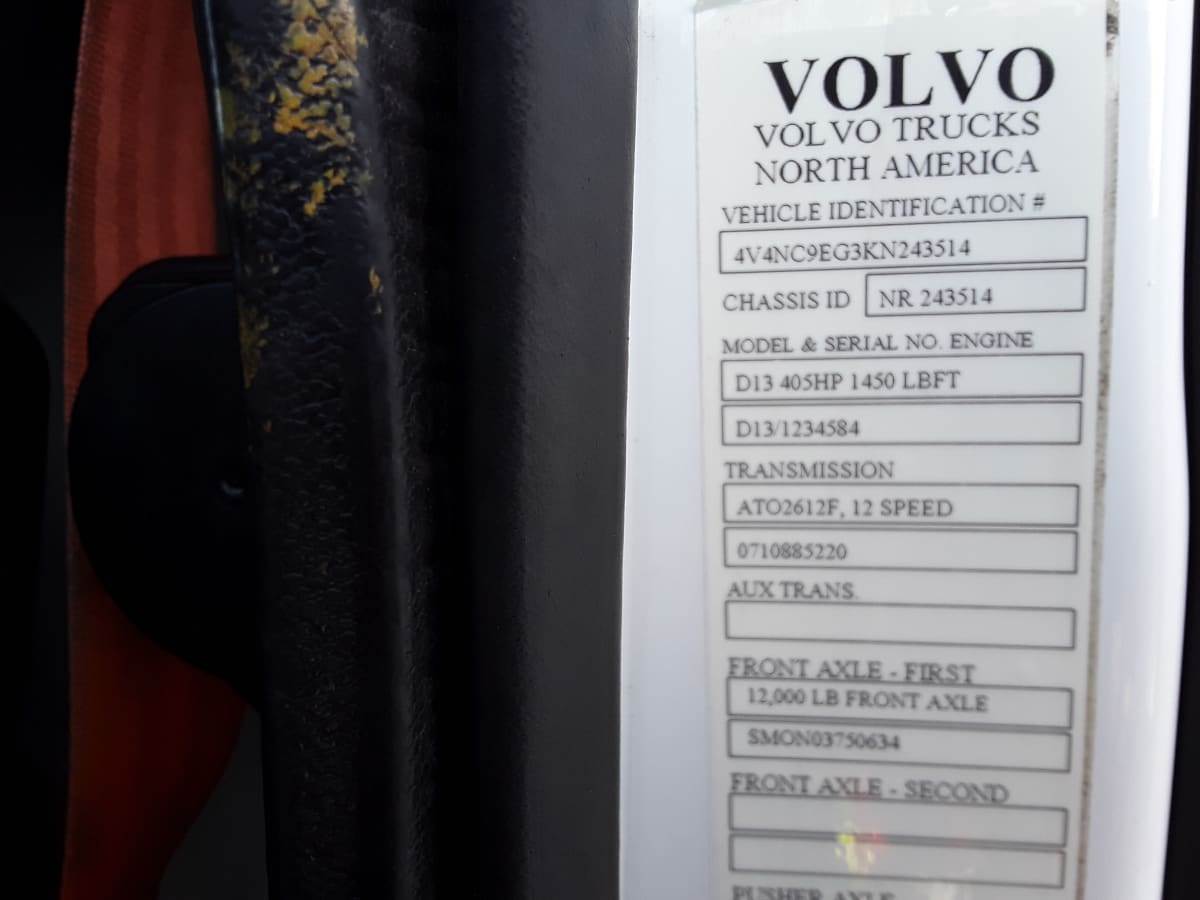 VOLVO
VOLVO TRUCKS
NORTH AMERICA
VEHICLE IDENTIFICATION #
4V4NC9EG3KN243514
CHASSIS ID NR 243514
MODEL & SERIAL NO. ENGINE
D13 405HP 1450 LBFT
D13/1234584
TRANSMISSION
ATO2612F, 12 SPEED
0710885220
AUX TRANS.
FRONT AXLE - FIRST
12,000 LB FRONT AXLE
SMON03750634
FRONT AXLE - SECOND
PUSHER AXLE